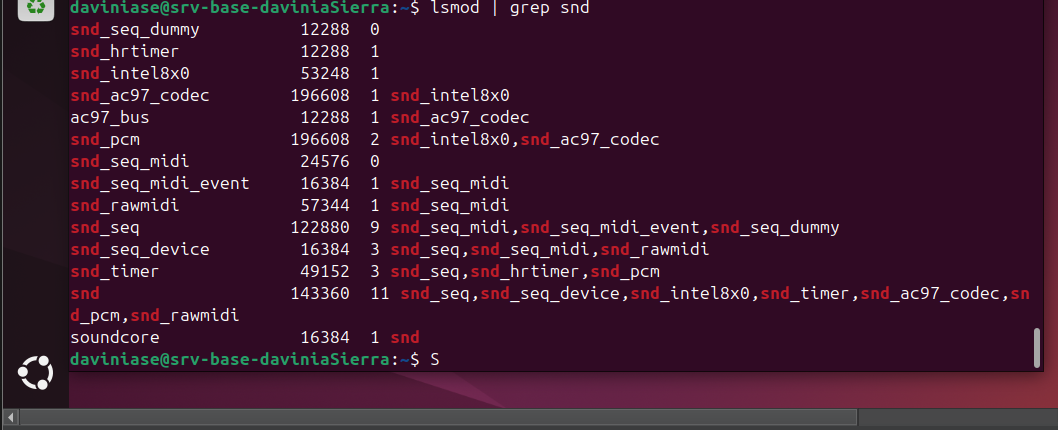 daviniase@srv-base-daviniaSierra:~$ lsmod | grep snd
snd_seq_dummy          12288  0
snd_hrtimer            12288  1
snd_intel8x0           53248  1
snd_ac97_codec        196608  1 snd_intel8x0
ac97_bus               12288  1 snd_ac97_codec
snd_pcm               196608  2 snd_intel8x0,snd_ac97_codec
snd_seq_midi           24576  0
snd_seq_midi_event     16384  1 snd_seq_midi
snd_rawmidi            57344  1 snd_seq_midi
snd_seq               122880  9 snd_seq_midi,snd_seq_midi_event,snd_seq_dummy
snd_seq_device         16384  3 snd_seq,snd_seq_midi,snd_rawmidi
snd_timer              49152  3 snd_seq,snd_hrtimer,snd_pcm
snd                   143360  11 snd_seq,snd_seq_device,snd_intel8x0,snd_timer,snd_ac97_codec,sn
d_pcm,snd_rawmidi
soundcore              16384  1 snd
daviniase@srv-base-daviniaSierra:~$ S